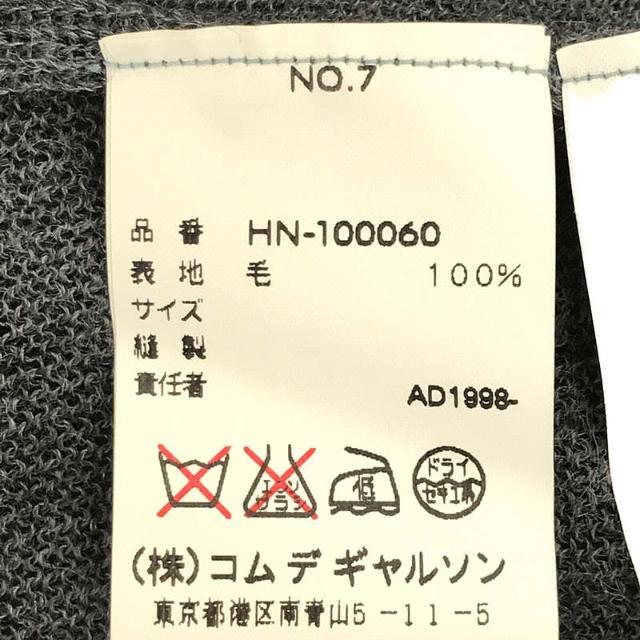 NO.7
品 番 HN-100060
表 地 毛 100%
サイズ
縫 製
責任者 AD1998-
エンソ サラシ 低 ドライ セキユ系
(株)コムデギャルソン
東京都港区南青山5-11-5